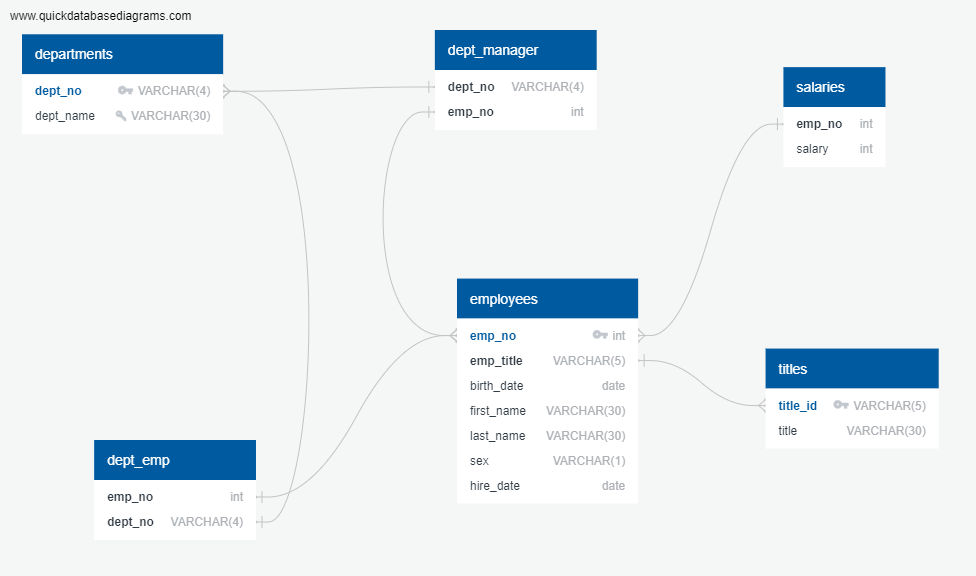 www.quickdatabasediagrams.com
departments
dept_no VARCHAR(4)
dept_name VARCHAR(30)
dept_manager
dept_no VARCHAR(4)
emp_no int
salaries
emp_no int
salary int
employees
emp_no int
emp_title VARCHAR(5)
birth_date date
first_name VARCHAR(30)
last_name VARCHAR(30)
sex VARCHAR(1)
hire_date date
titles
title_id VARCHAR(5)
title VARCHAR(30)
dept_emp
emp_no int
dept_no VARCHAR(4)